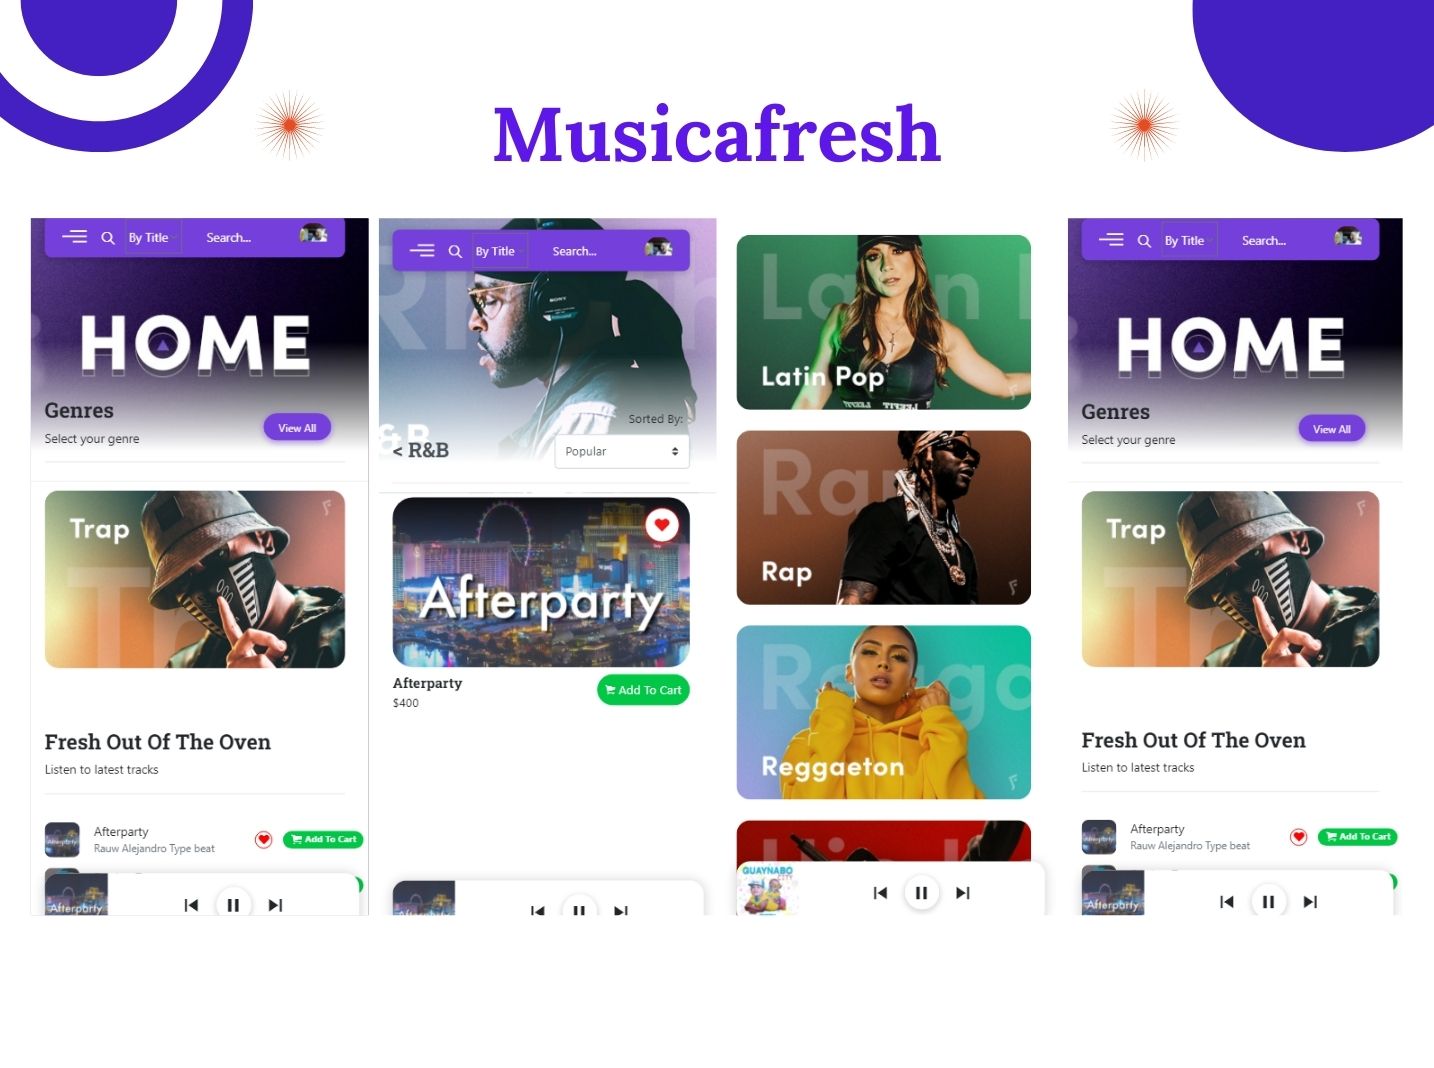 Musicafresh
By Title
Search...
HOME
Genres
Select your genre
View All
Trap
Fresh Out Of The Oven
Listen to latest tracks
Afterparty
Rauw Alejandro Type beat
Add To Cart
Afterparty
By Title
Search...
SONY
Sorted By:
< R&B
Popular
Afterparty
Afterparty
$400
Add To Cart
Afterparty
Latin Pop
Rap
Rap
Reggaeton
GUAYNABO
By Title
Search...
HOME
Genres
Select your genre
View All
Trap
Fresh Out Of The Oven
Listen to latest tracks
Afterparty
Rauw Alejandro Type beat
Add To Cart
Afterparty